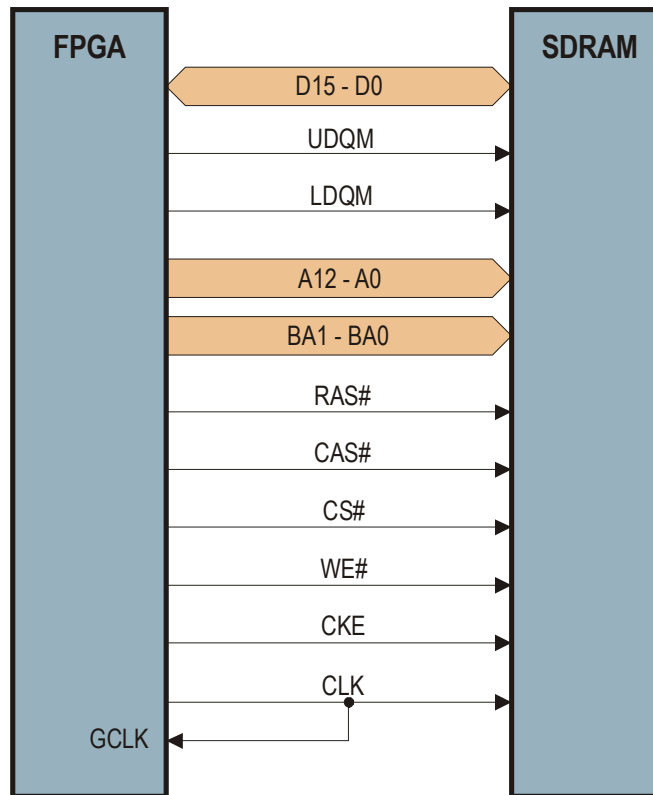 FPGA
SDRAM
D15 - D0
UDQM
LDQM
A12 - A0
BA1 - BA0
RAS#
CAS#
CS#
WE#
CKE
CLK
GCLK